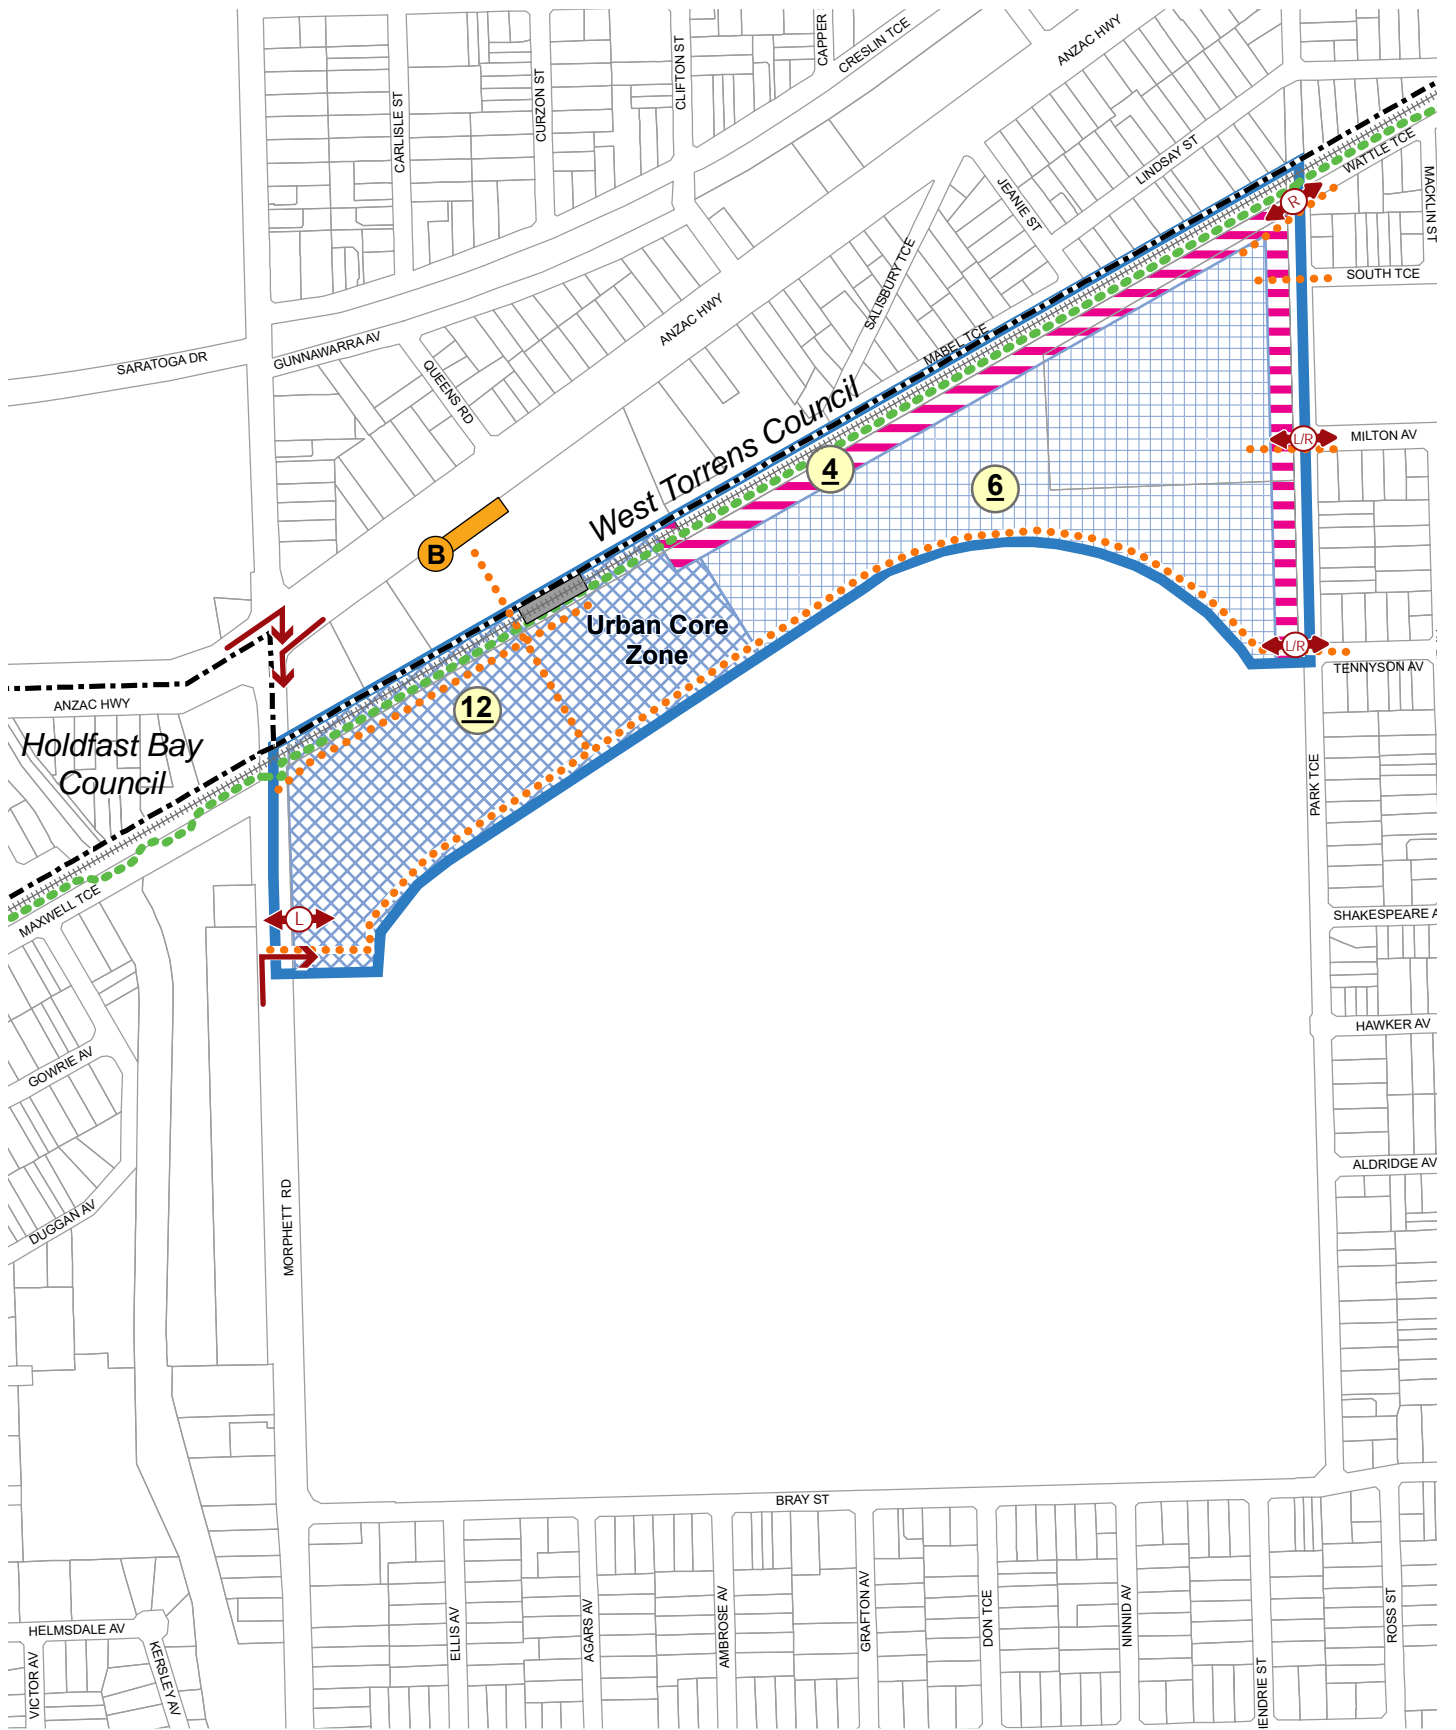 CAPPER
CRESLIN TCE
ANZAC HWY
CLIFTON ST
CURZON ST
CARLISLE ST
LINDSAY ST
WATTLE TCE
MACKLIN ST
JEANIE ST
R
SALISBURY TCE
SOUTH TCE
ANZAC HWY
MABEL TCE
SARATOGA DR
GUNNAWARRA AV
QUEENS RD
West Torrens Council
4
6
L/R
MILTON AV
B
Urban Core
Zone
L/R
TENNYSON AV
12
ANZAC HWY
Holdfast Bay
Council
PARK TCE
MAXWELL TCE
L
SHAKESPEARE A
HAWKER AV
GOWRIE AV
ALDRIDGE AV
DUGGAN AV
MORPHETT RD
BRAY ST
HELMSDALE AV
VICTOR AV
KERSLEY AV
ELLIS AV
AGARS AV
AMBROSE AV
GRAFTON AV
DON TCE
NINNID AV
HENDRIE ST
ROSS ST